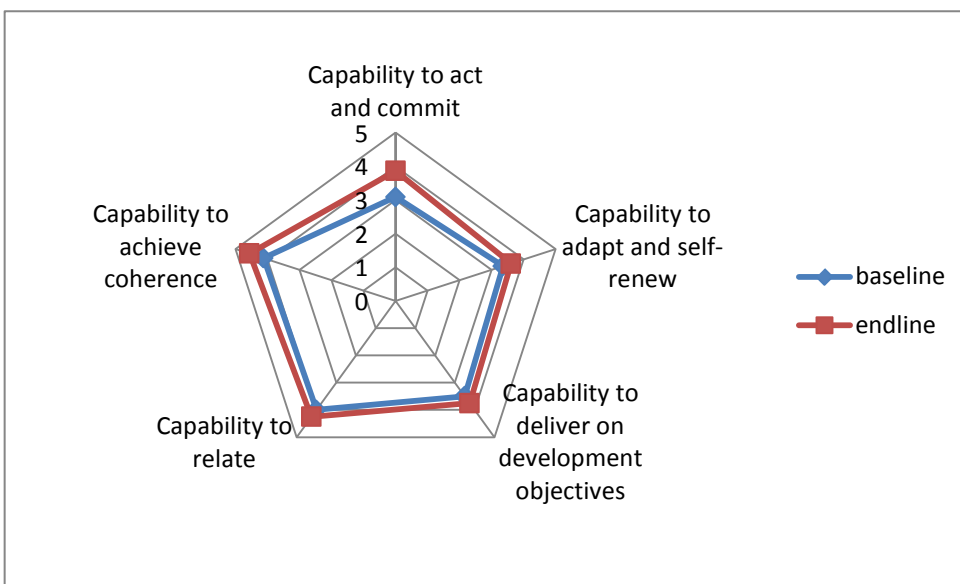 Capability to act
and commit
5
4
3
2
1
0
Capability to
adapt and self-
renew
Capability to
deliver on
development
objectives
Capability to
relate
Capability to
achieve
coherence
baseline
endline